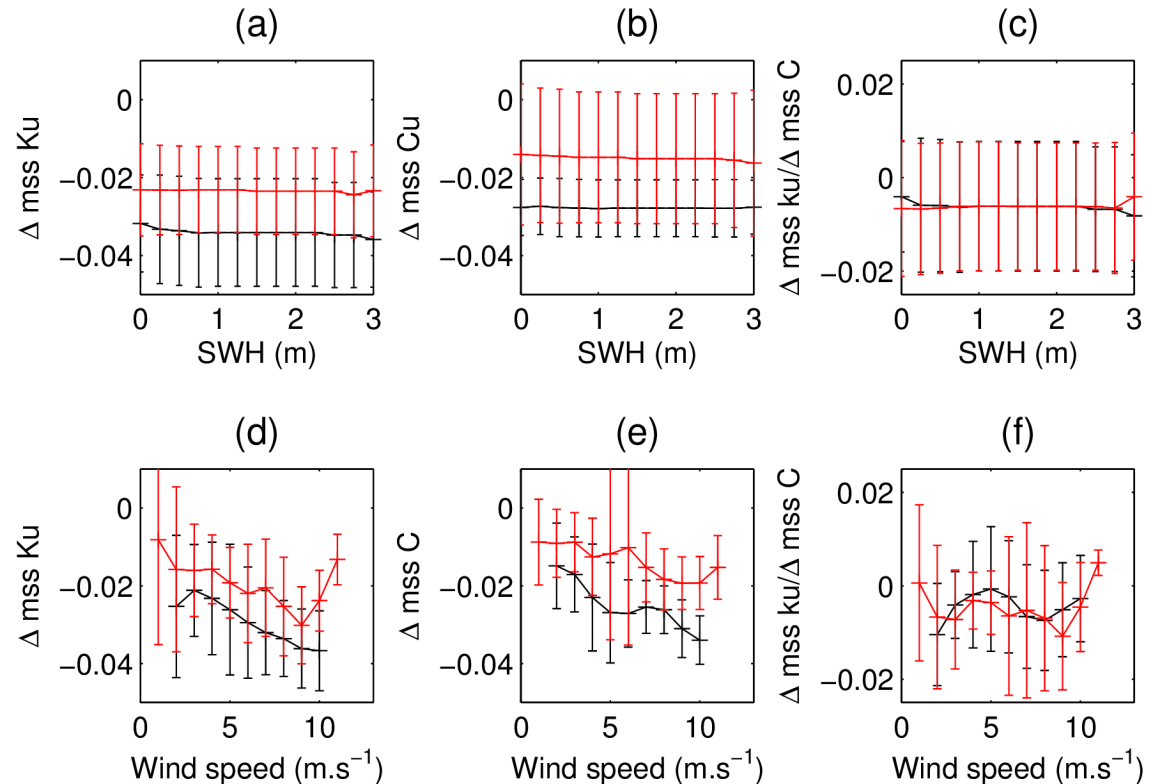 (a)
(b)
(c)
Δ mss Ku
0
−0.02
−0.04
0 1 2 3
SWH (m)
Δ mss Cu
0
−0.02
−0.04
0 1 2 3
SWH (m)
Δ mss ku/Δ mss C
0.02
0
−0.02
0 1 2 3
SWH (m)
(d)
(e)
(f)
Δ mss Ku
0
−0.02
−0.04
0 5 10
Wind speed (m.s⁻¹)
Δ mss C
0
−0.02
−0.04
0 5 10
Wind speed (m.s⁻¹)
Δ mss ku/Δ mss C
0.02
0
−0.02
0 5 10
Wind speed (m.s⁻¹)